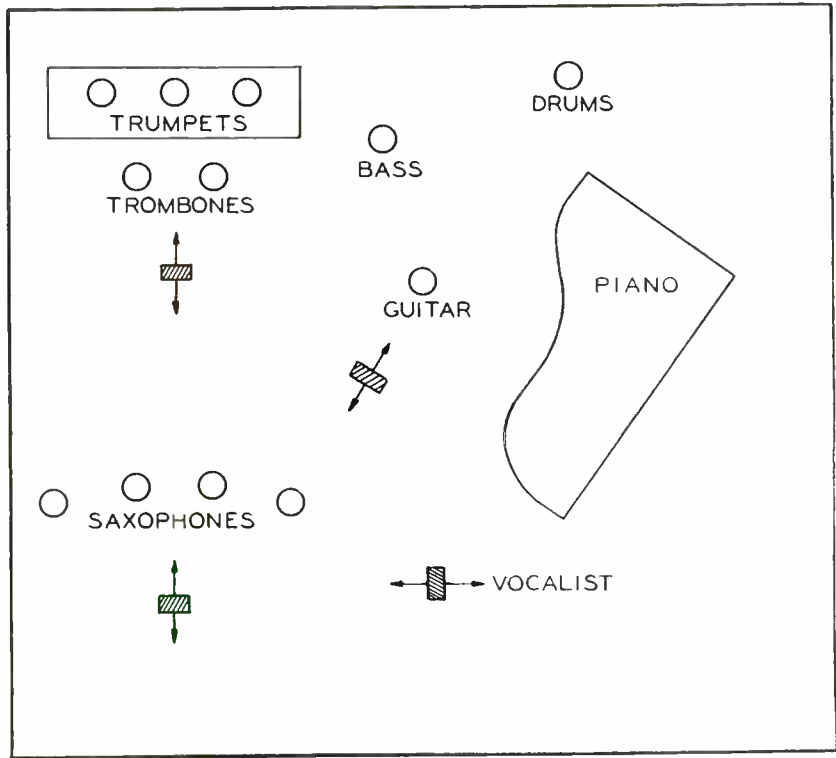 TRUMPETS
DRUMS
BASS
TROMBONES
PIANO
GUITAR
SAXOPHONES
VOCALIST